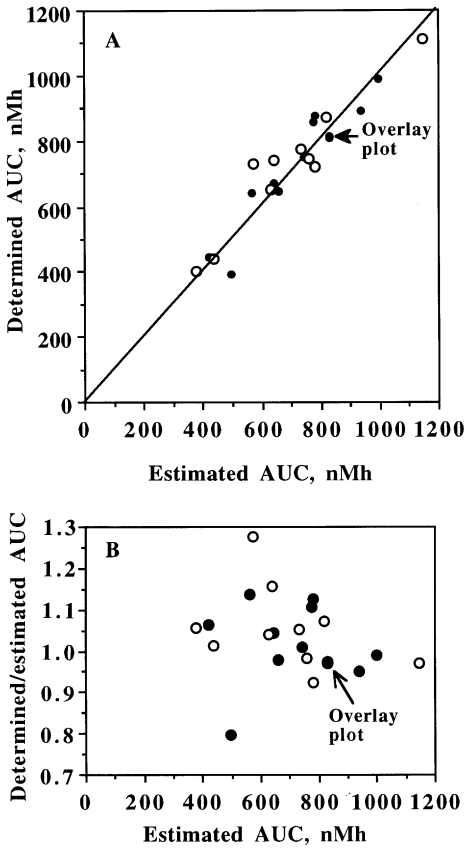 A
Determined AUC, nMh
1200
1000
800
600
400
200
0
Overlay
plot
0 200 400 600 800 1000 1200
Estimated AUC, nMh
B
Determined/estimated AUC
1.3
1.2
1.1
1.0
0.9
0.8
0.7
Overlay
plot
0 200 400 600 800 1000 1200
Estimated AUC, nMh